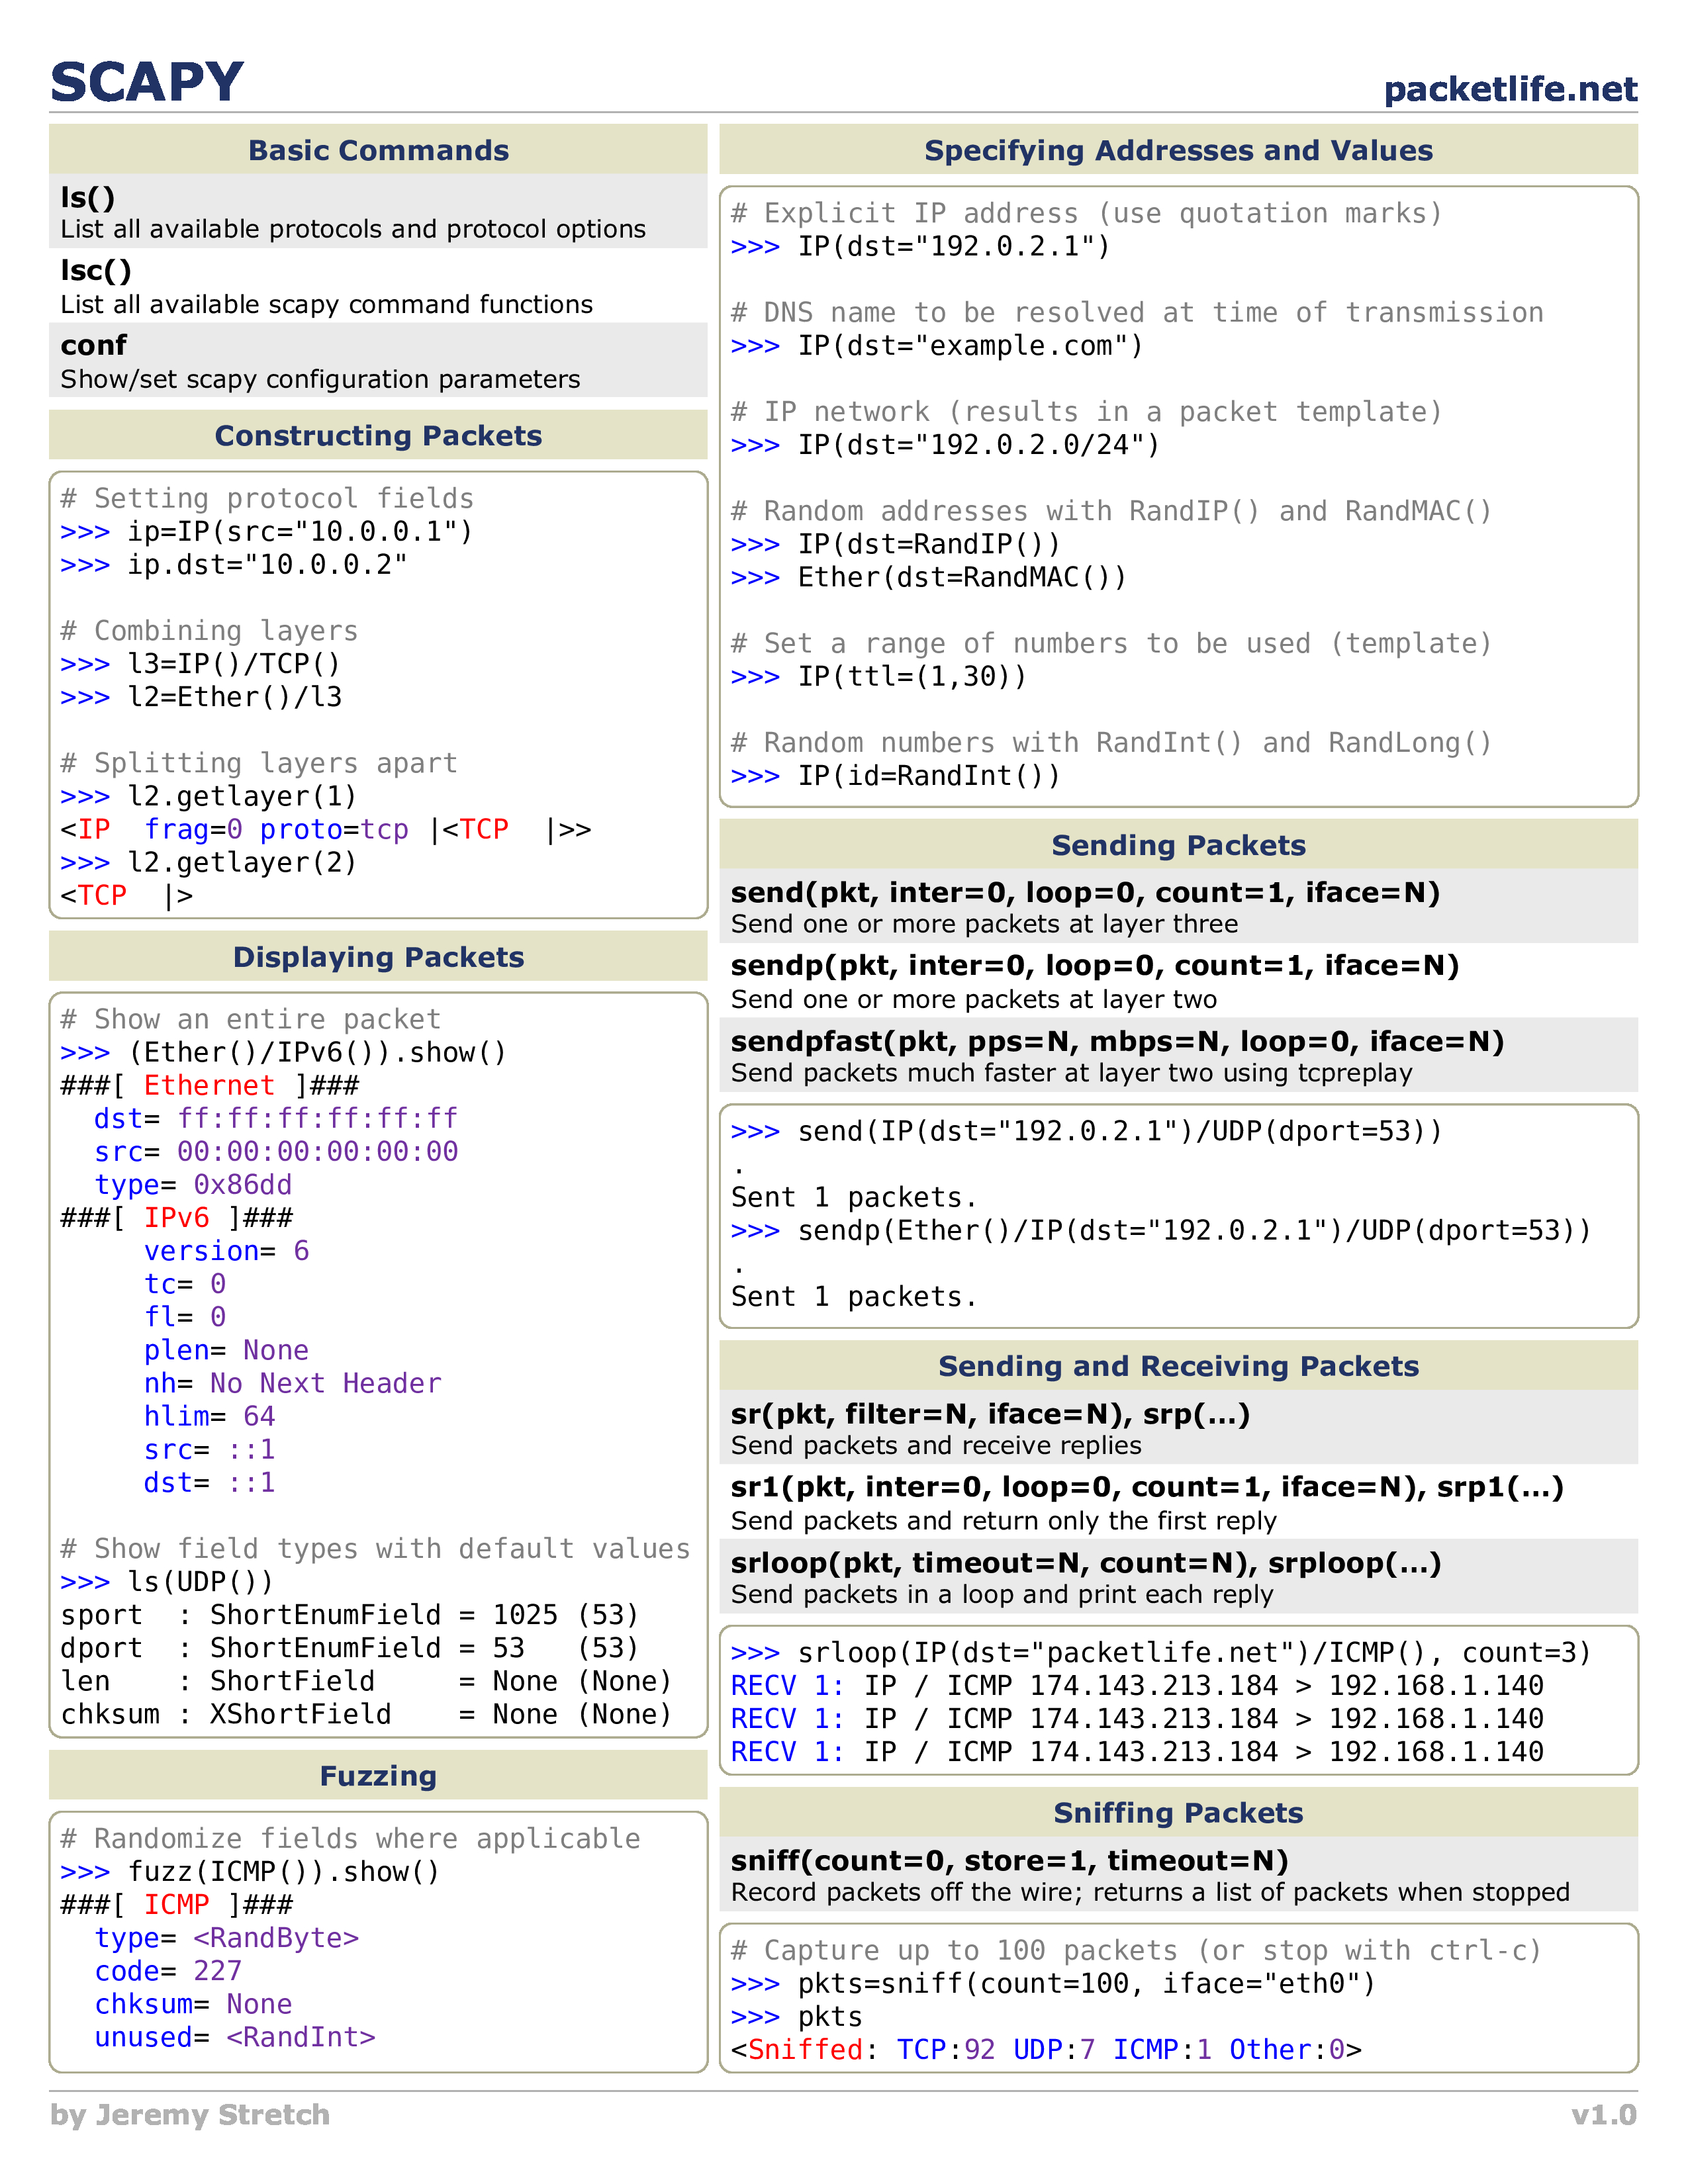 SCAPY
packetlife.net
Basic Commands
ls()
List all available protocols and protocol options
lsc()
List all available scapy command functions
conf
Show/set scapy configuration parameters
Constructing Packets
# Setting protocol fields
>>> ip=IP(src="10.0.0.1")
>>> ip.dst="10.0.0.2"
# Combining layers
>>> l3=IP()/TCP()
>>> l2=Ether()/l3
# Splitting layers apart
>>> l2.getlayer(1)
<IP  frag=0 proto=tcp |<TCP  |>>
>>> l2.getlayer(2)
<TCP  |>
Displaying Packets
# Show an entire packet
>>> (Ether()/IPv6()).show()
###[ Ethernet ]###
  dst= ff:ff:ff:ff:ff:ff
  src= 00:00:00:00:00:00
  type= 0x86dd
###[ IPv6 ]###
     version= 6
     tc= 0
     fl= 0
     plen= None
     nh= No Next Header
     hlim= 64
     src= ::1
     dst= ::1
# Show field types with default values
>>> ls(UDP())
sport  : ShortEnumField = 1025 (53)
dport  : ShortEnumField = 53   (53)
len    : ShortField     = None (None)
chksum : XShortField    = None (None)
Fuzzing
# Randomize fields where applicable
>>> fuzz(ICMP()).show()
###[ ICMP ]###
  type= <RandByte>
  code= 227
  chksum= None
  unused= <RandInt>
Specifying Addresses and Values
# Explicit IP address (use quotation marks)
>>> IP(dst="192.0.2.1")
# DNS name to be resolved at time of transmission
>>> IP(dst="example.com")
# IP network (results in a packet template)
>>> IP(dst="192.0.2.0/24")
# Random addresses with RandIP() and RandMAC()
>>> IP(dst=RandIP())
>>> Ether(dst=RandMAC())
# Set a range of numbers to be used (template)
>>> IP(ttl=(1,30))
# Random numbers with RandInt() and RandLong()
>>> IP(id=RandInt())
Sending Packets
send(pkt, inter=0, loop=0, count=1, iface=N)
Send one or more packets at layer three
sendp(pkt, inter=0, loop=0, count=1, iface=N)
Send one or more packets at layer two
sendpfast(pkt, pps=N, mbps=N, loop=0, iface=N)
Send packets much faster at layer two using tcpreplay
>>> send(IP(dst="192.0.2.1")/UDP(dport=53))
.
Sent 1 packets.
>>> sendp(Ether()/IP(dst="192.0.2.1")/UDP(dport=53))
.
Sent 1 packets.
Sending and Receiving Packets
sr(pkt, filter=N, iface=N), srp(...)
Send packets and receive replies
sr1(pkt, inter=0, loop=0, count=1, iface=N), srp1(...)
Send packets and return only the first reply
srloop(pkt, timeout=N, count=N), srploop(...)
Send packets in a loop and print each reply
>>> srloop(IP(dst="packetlife.net")/ICMP(), count=3)
RECV 1: IP / ICMP 174.143.213.184 > 192.168.1.140
RECV 1: IP / ICMP 174.143.213.184 > 192.168.1.140
RECV 1: IP / ICMP 174.143.213.184 > 192.168.1.140
Sniffing Packets
sniff(count=0, store=1, timeout=N)
Record packets off the wire; returns a list of packets when stopped
# Capture up to 100 packets (or stop with ctrl-c)
>>> pkts=sniff(count=100, iface="eth0")
>>> pkts
<Sniffed: TCP:92 UDP:7 ICMP:1 Other:0>
by Jeremy Stretch
v1.0